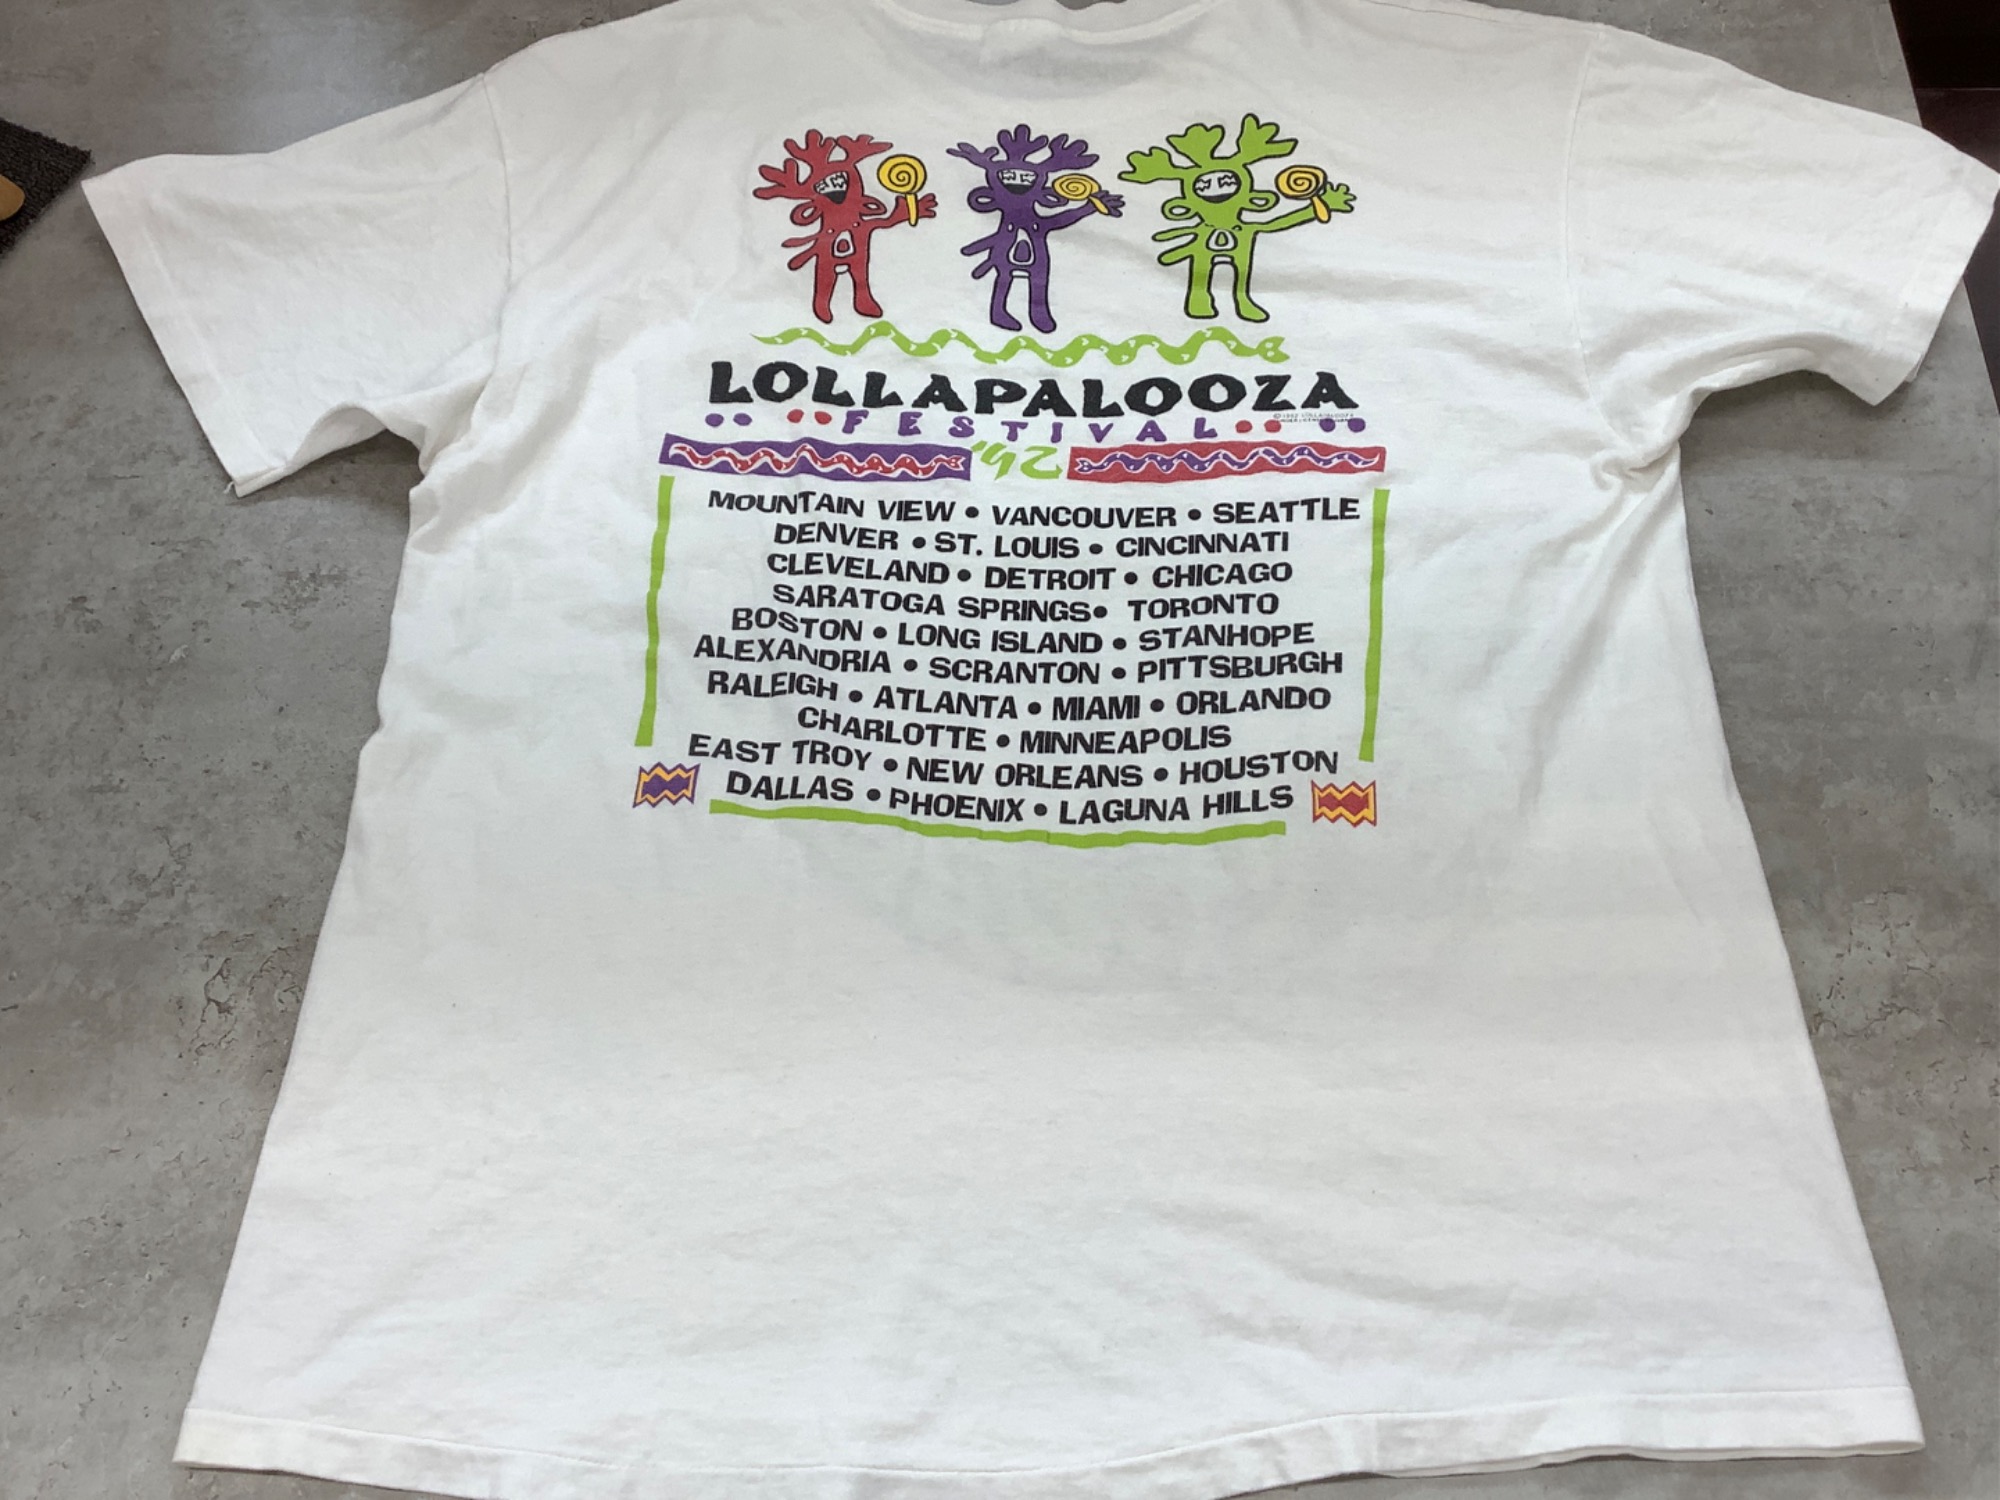 LOLLAPALOOZA
©1992 LOLLAPALOOZA
FESTIVAL
'92
MOUNTAIN VIEW • VANCOUVER • SEATTLE
DENVER • ST. LOUIS • CINCINNATI
CLEVELAND • DETROIT • CHICAGO
SARATOGA SPRINGS • TORONTO
BOSTON • LONG ISLAND • STANHOPE
ALEXANDRIA • SCRANTON • PITTSBURGH
RALEIGH • ATLANTA • MIAMI • ORLANDO
CHARLOTTE • MINNEAPOLIS
EAST TROY • NEW ORLEANS • HOUSTON
DALLAS • PHOENIX • LAGUNA HILLS